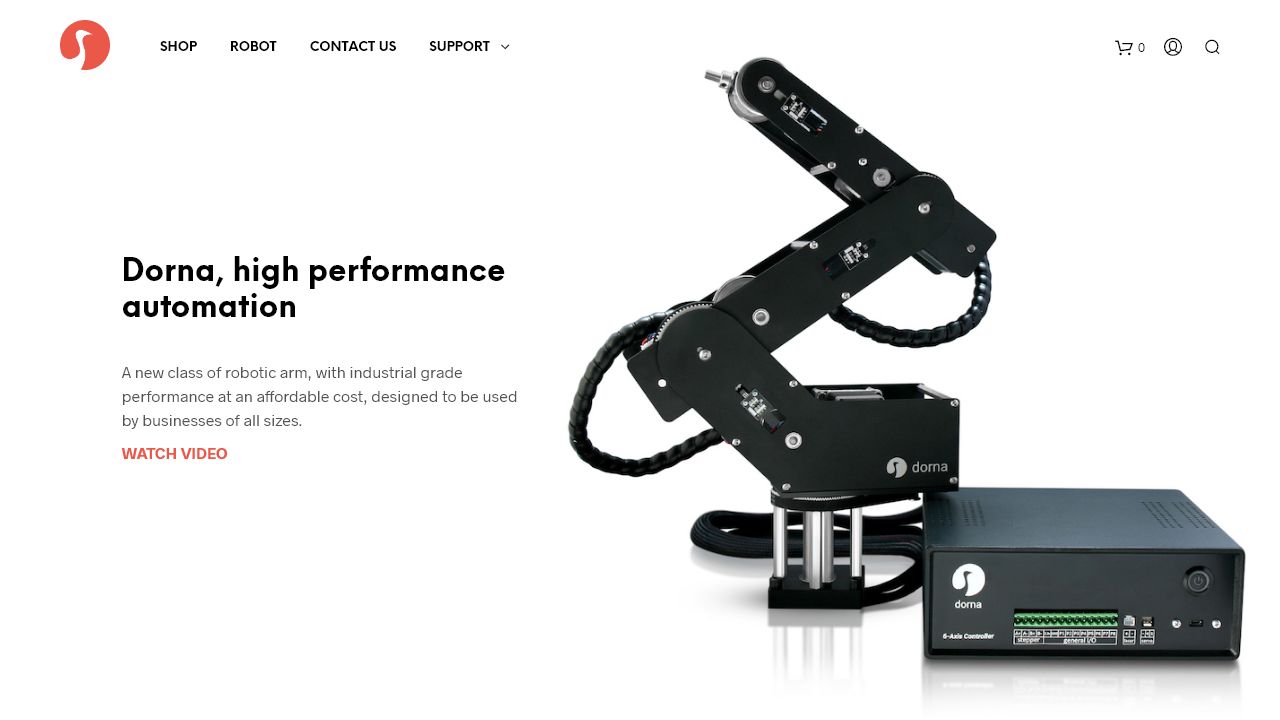 SHOP ROBOT CONTACT US SUPPORT 0
Dorna, high performance
automation
A new class of robotic arm, with industrial grade
performance at an affordable cost, designed to be used
by businesses of all sizes.
WATCH VIDEO
dorna
dorna
6-Axis Controller
stepper general I/O